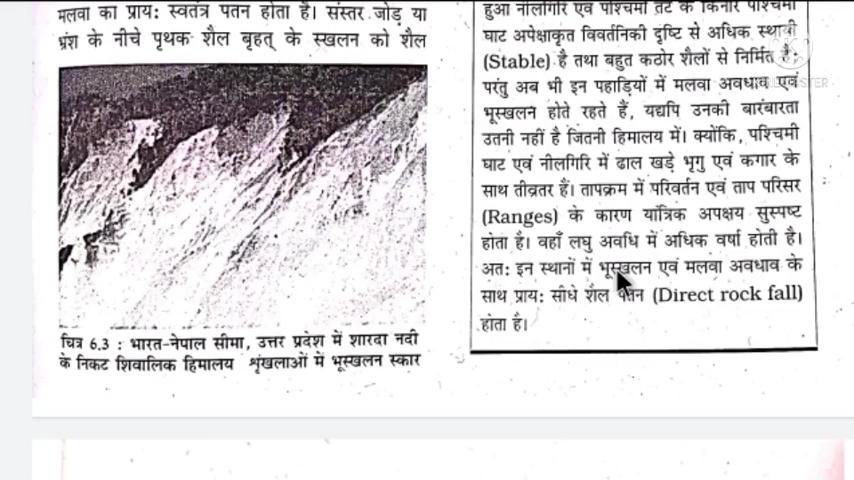 मलवा का प्राय: स्वतंत्र पतन होता है। संस्तर जोड़ या
भ्रंश के नीचे पृथक शैल बृहत् के स्खलन को शैल
चित्र 6.3 : भारत-नेपाल सीमा, उत्तर प्रदेश में शारदा नदी
के निकट शिवालिक हिमालय श्रृंखलाओं में भूस्खलन स्कार
हुआ नीलगिरि एवं पश्चिमी तट के किनारे पश्चिमी
घाट अपेक्षाकृत विवर्तनिकी दृष्टि से अधिक स्थायी
(Stable) है तथा बहुत कठोर शैलों से निर्मित है;
परंतु अब भी इन पहाड़ियों में मलवा अवधाव एवं
भूस्खलन होते रहते हैं, यद्यपि उनकी बारंबारता
उतनी नहीं है जितनी हिमालय में। क्योंकि, पश्चिमी
घाट एवं नीलगिरि में ढाल खड़े भृगु एवं कगार के
साथ तीव्रतर हैं। तापक्रम में परिवर्तन एवं ताप परिसर
(Ranges) के कारण यांत्रिक अपक्षय सुस्पष्ट
होता है। वहाँ लघु अवधि में अधिक वर्षा होती है।
अत: इन स्थानों में भूस्खलन एवं मलवा अवधाव के
साथ प्राय: सीधे शैल पतन (Direct rock fall)
होता है।